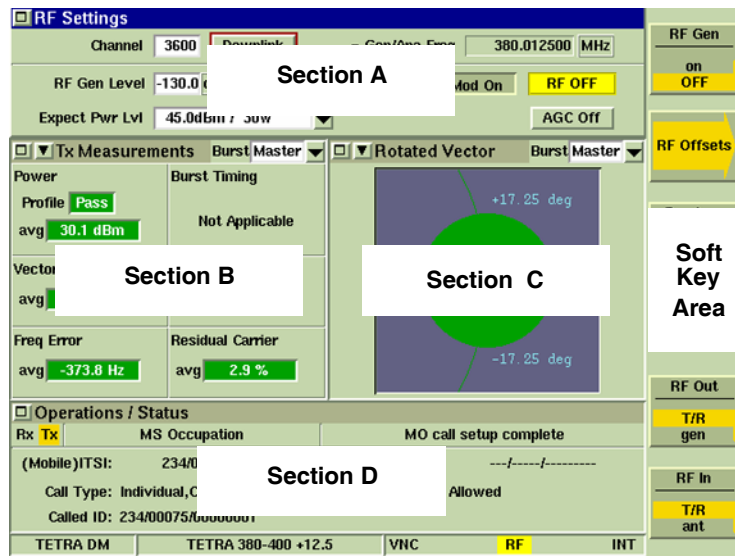 RF Settings
Channel 3600 Downlink Gen/Ana Freq 380.012500 MHz
RF Gen Level -130.0 Mod On RF OFF
Expect Pwr Lvl 45.0dBm / 30W AGC Off
Section A
Tx Measurements Burst Master
Power
Profile Pass
avg 30.1 dBm
Burst Timing
Not Applicable
Vector
avg
Section B
Freq Error
avg -373.8 Hz
Residual Carrier
avg 2.9 %
Rotated Vector Burst Master
+17.25 deg
Section C
-17.25 deg
Operations / Status
Rx Tx MS Occupation MO call setup complete
(Mobile)ITSI: 234/0 ---/-----/---------
Call Type: Individual, Allowed
Called ID: 234/00075/00000001
Section D
TETRA DM TETRA 380-400 +12.5 VNC RF INT
RF Gen
on
OFF
RF Offsets
Soft
Key
Area
RF Out
T/R
gen
RF In
T/R
ant